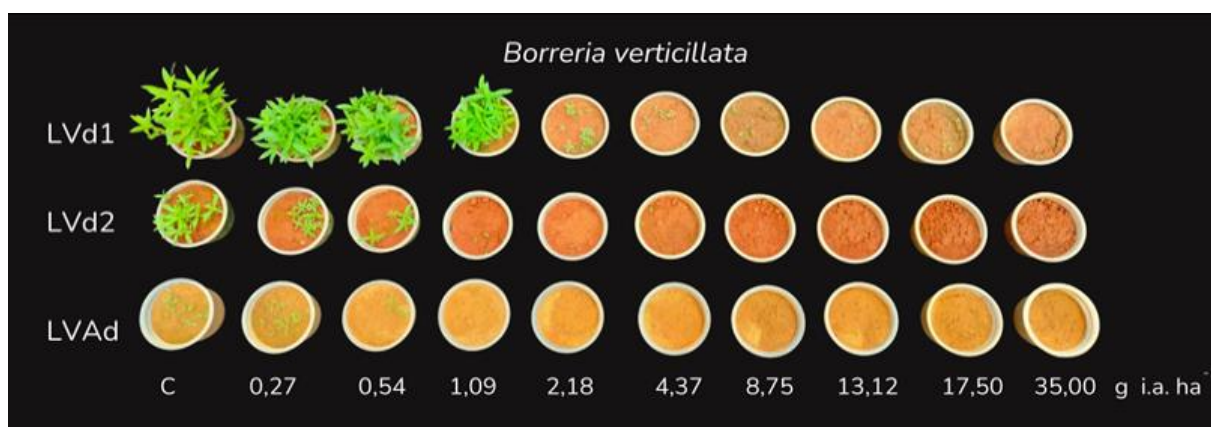 Borreria verticillata
LVd1
LVd2
LVAd
C 0,27 0,54 1,09 2,18 4,37 8,75 13,12 17,50 35,00 g i.a. ha⁻